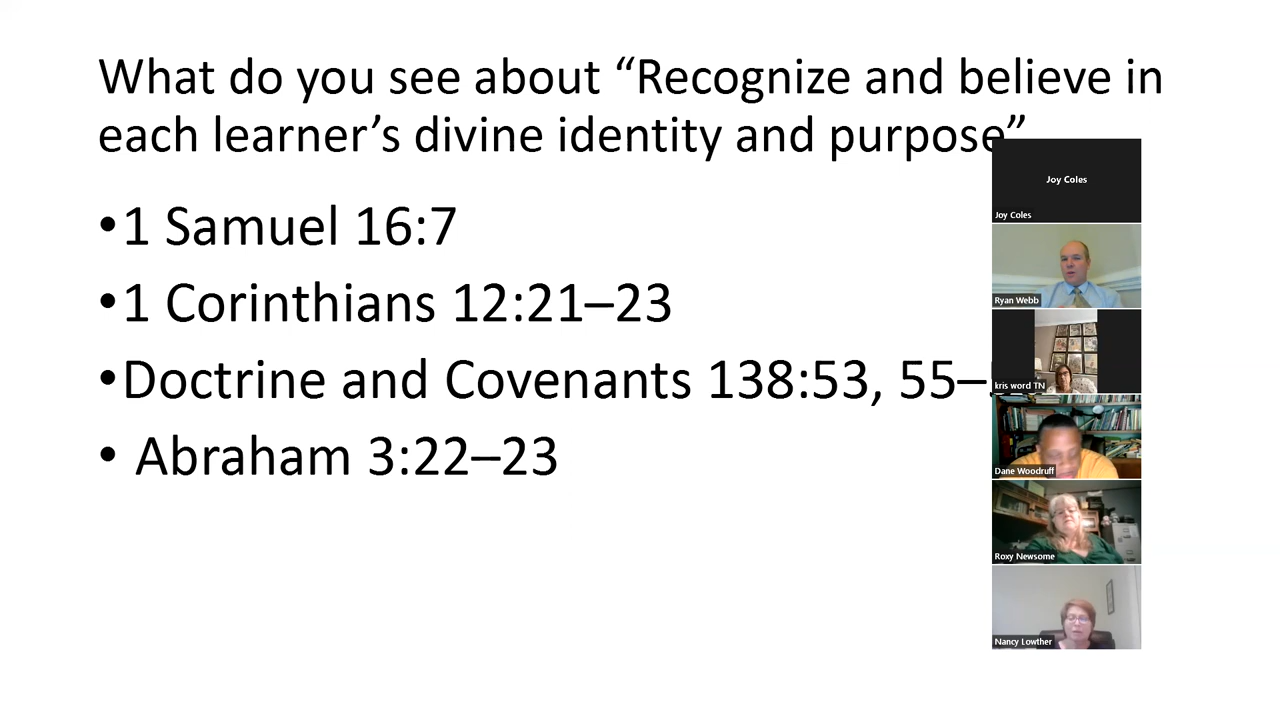 What do you see about “Recognize and believe in
each learner’s divine identity and purpose”
•1 Samuel 16:7
•1 Corinthians 12:21–23
•Doctrine and Covenants 138:53, 55–
• Abraham 3:22–23
Joy Coles
Joy Coles
Ryan Webb
kris word TN
Dane Woodruff
Roxy Newsome
Nancy Lowther